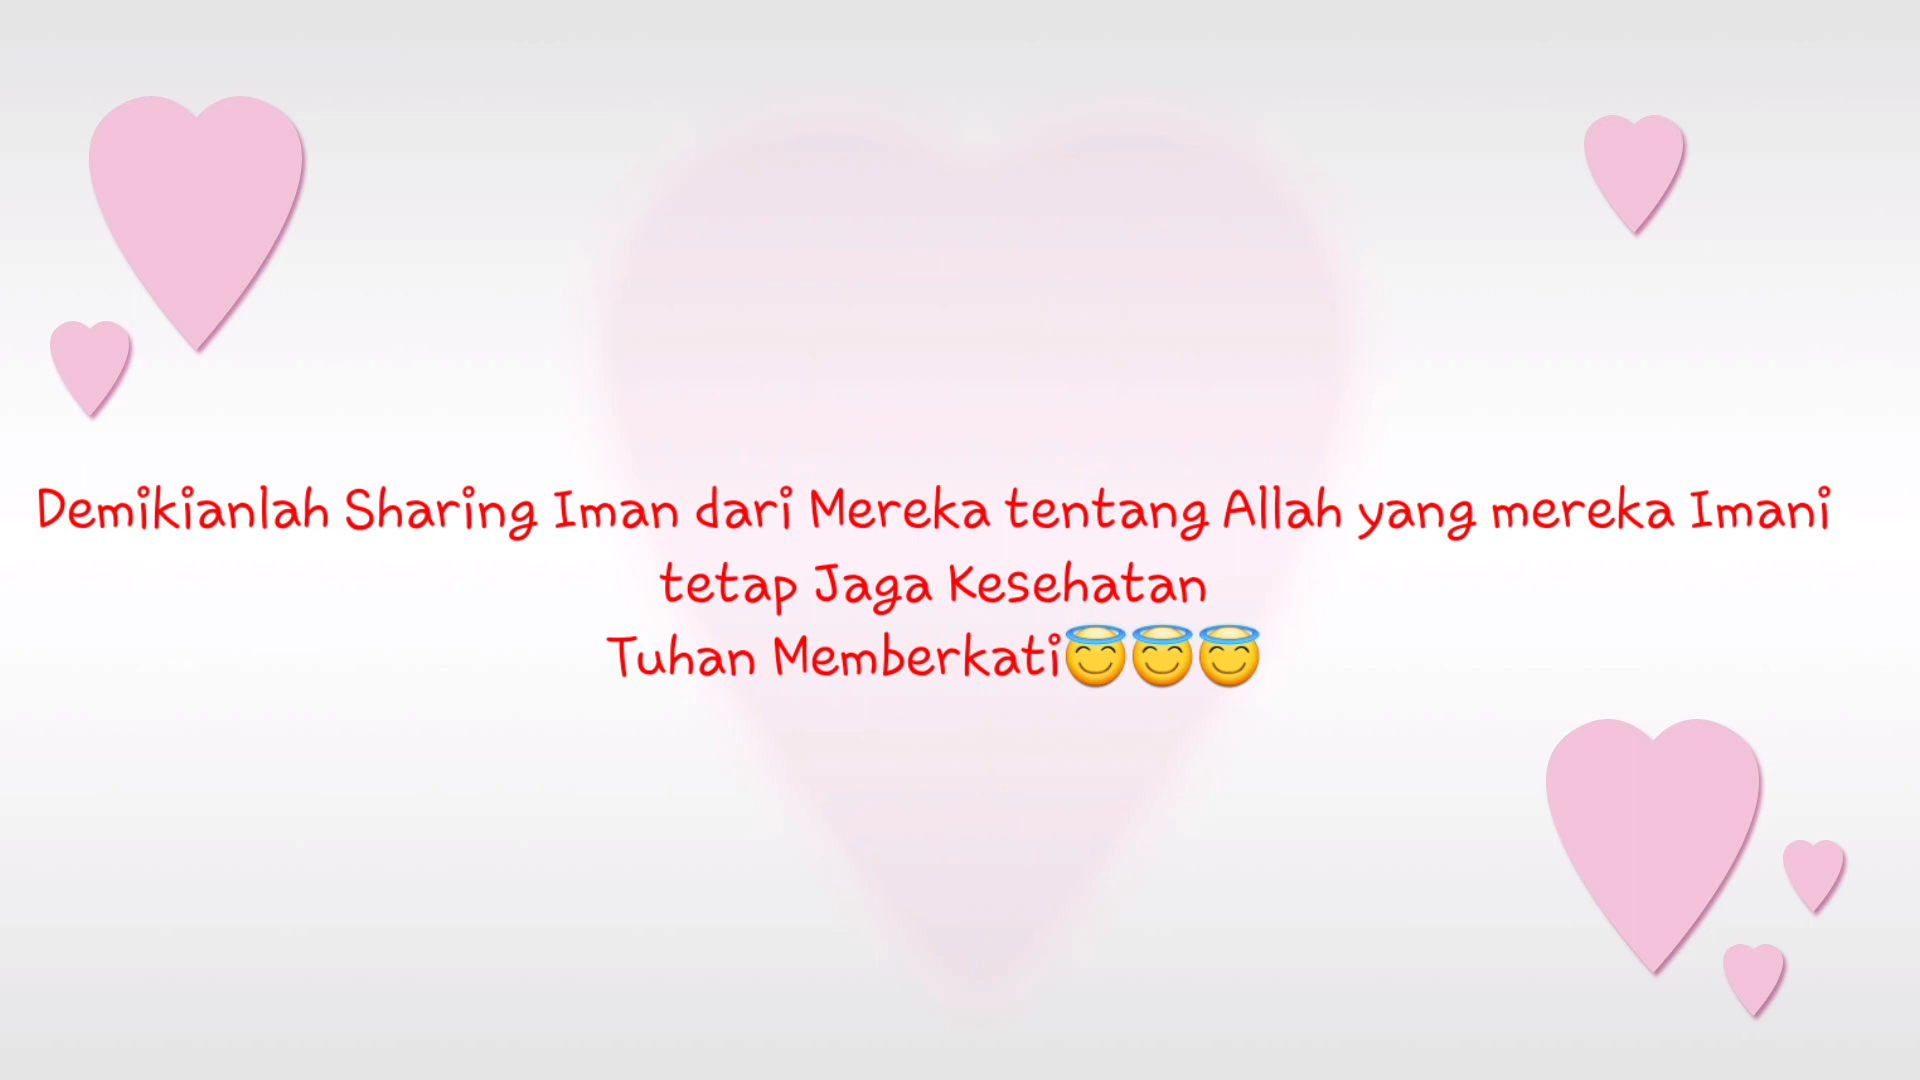 Demikianlah Sharing Iman dari Mereka tentang Allah yang mereka Imani
tetap Jaga Kesehatan
Tuhan Memberkati😇😇😇